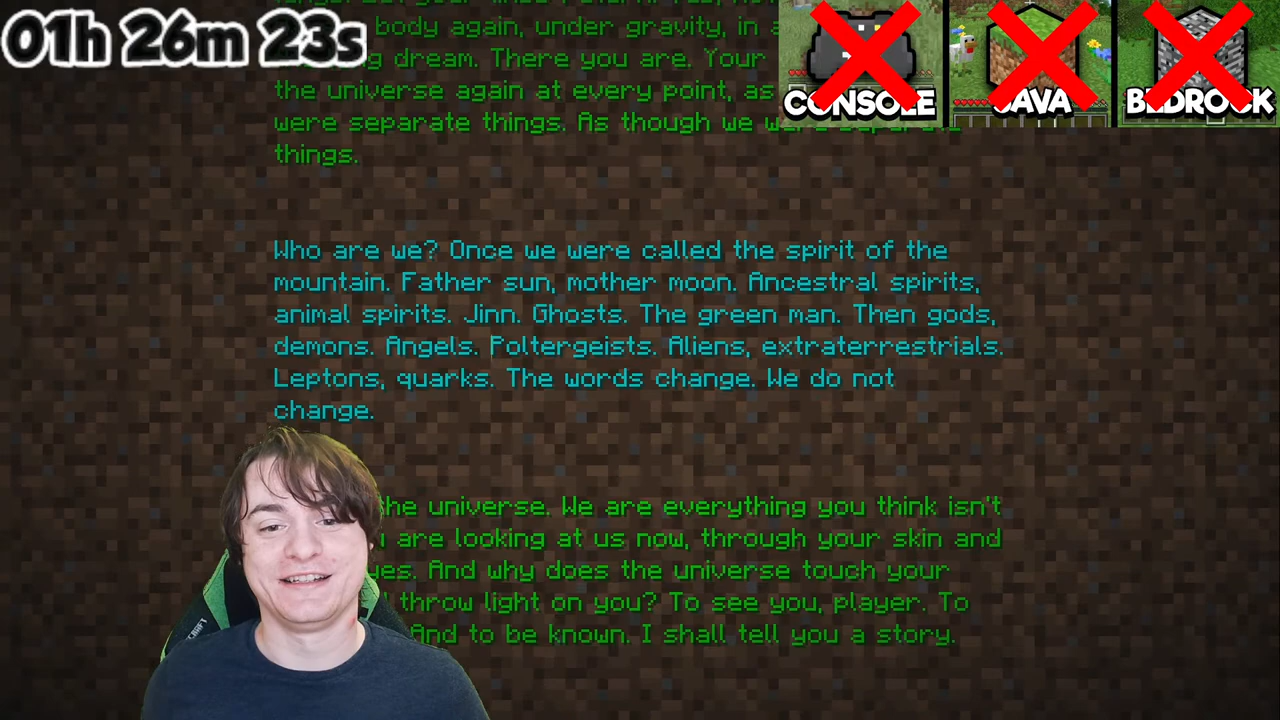 01h 26m 23s
CONSOLE
JAVA
BEDROCK
body again, under gravity, in a
dream. There you are. Your
the universe again at every point, as
were separate things. As though we were separate
things.
Who are we? Once we were called the spirit of the
mountain. Father sun, mother moon. Ancestral spirits,
animal spirits. Jinn. Ghosts. The green man. Then gods,
demons. Angels. Poltergeists. Aliens, extraterrestrials.
Leptons, quarks. The words change. We do not
change.
the universe. We are everything you think isn't
are looking at us now, through your skin and
And why does the universe touch your
throw light on you? To see you, player. To
And to be known. I shall tell you a story.